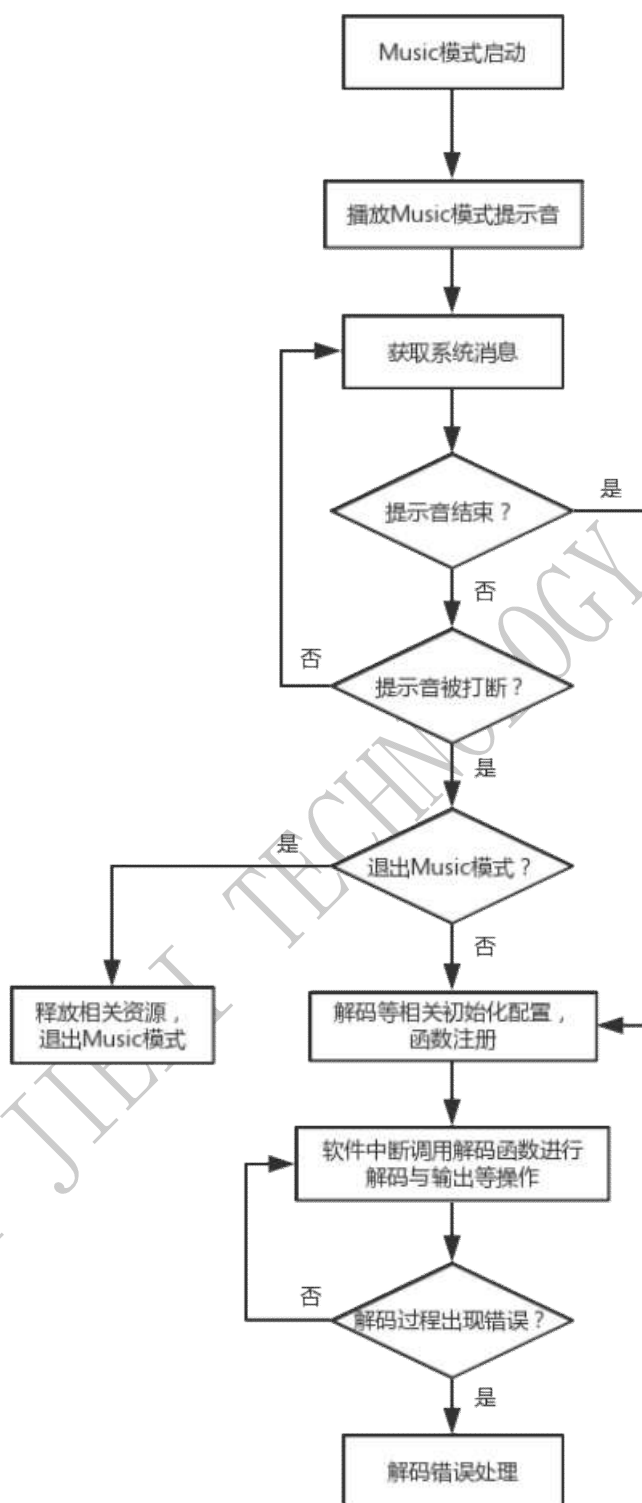 Music模式启动
播放Music模式提示音
获取系统消息
提示音结束？
是
否
提示音被打断？
否
是
退出Music模式？
是
否
释放相关资源，
退出Music模式
解码等相关初始化配置，
函数注册
软件中断调用解码函数进行
解码与输出等操作
解码过程出现错误？
否
是
解码错误处理
JIELI TECHNOLOGY